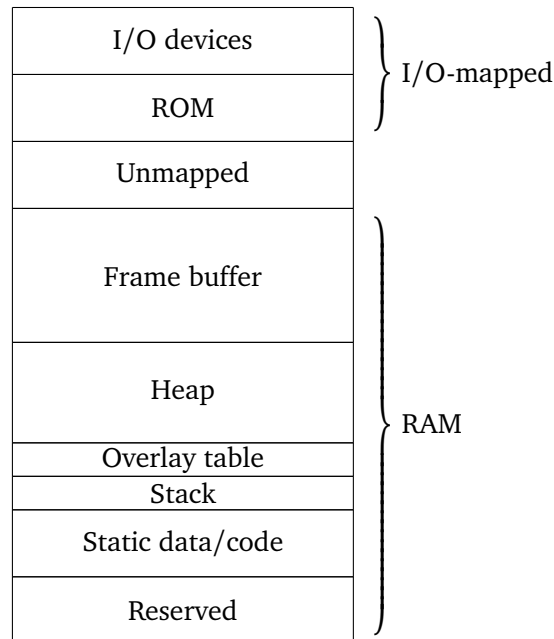 I/O devices
I/O-mapped
ROM
Unmapped
Frame buffer
Heap
RAM
Overlay table
Stack
Static data/code
Reserved